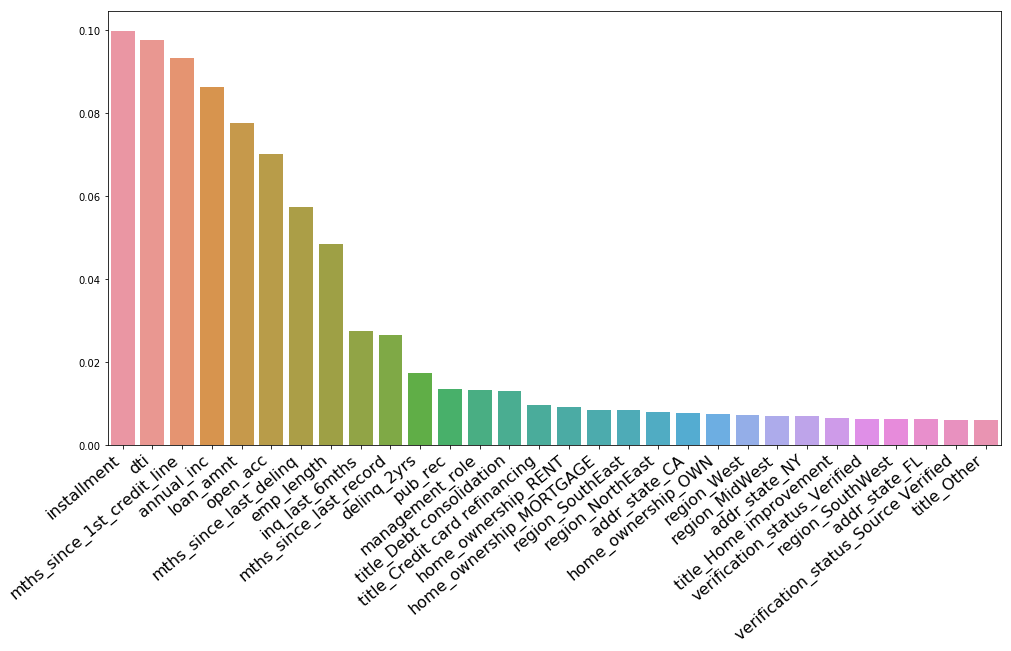 0.10
0.08
0.06
0.04
0.02
0.00
installment
dti
mths_since_1st_credit_line
annual_inc
loan_amnt
open_acc
mths_since_last_delinq
emp_length
inq_last_6mths
mths_since_last_record
delinq_2yrs
pub_rec
management_role
title_Debt consolidation
title_Credit card refinancing
home_ownership_RENT
home_ownership_MORTGAGE
region_SouthEast
region_NorthEast
addr_state_CA
home_ownership_OWN
region_West
region_MidWest
addr_state_NY
title_Home improvement
verification_status_Verified
region_SouthWest
addr_state_FL
verification_status_Source Verified
title_Other